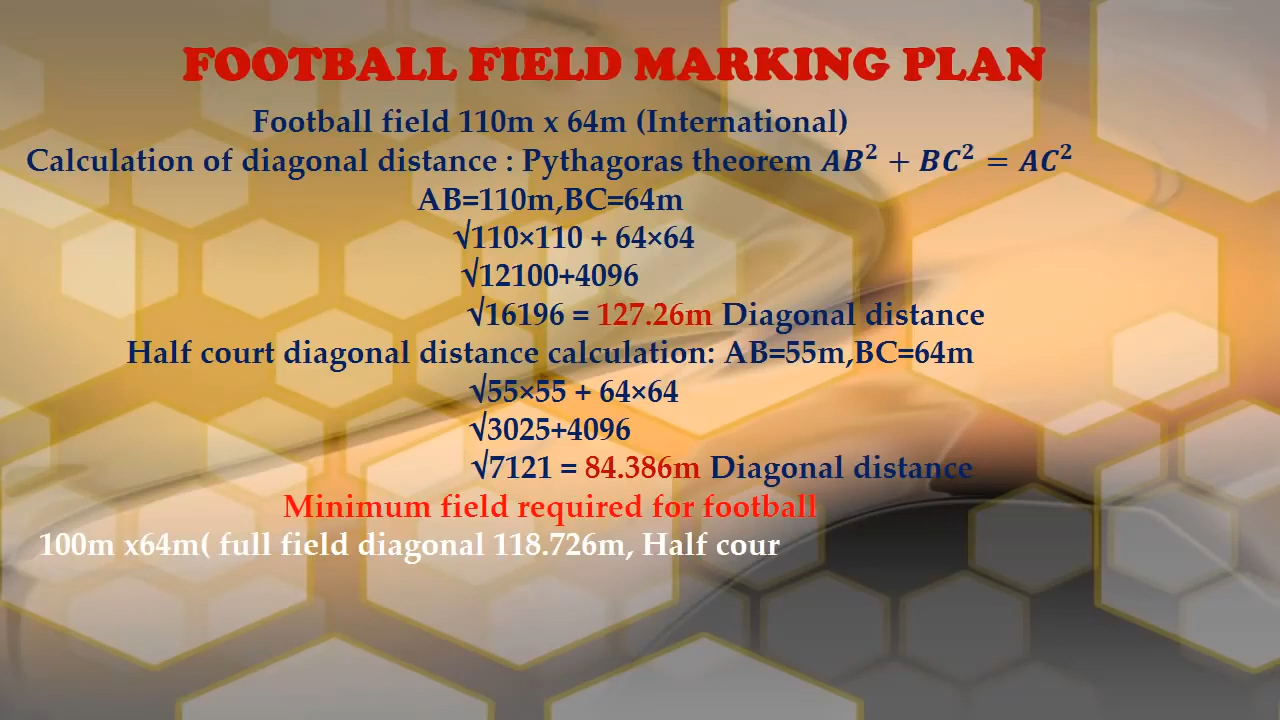 FOOTBALL FIELD MARKING PLAN
Football field 110m x 64m (International)
Calculation of diagonal distance : Pythagoras theorem 𝑨𝑩² + 𝑩𝑪² = 𝑨𝑪²
AB=110m,BC=64m
√110×110 + 64×64
√12100+4096
√16196 = 127.26m Diagonal distance
Half court diagonal distance calculation: AB=55m,BC=64m
√55×55 + 64×64
√3025+4096
√7121 = 84.386m Diagonal distance
Minimum field required for football
100m x64m( full field diagonal 118.726m, Half cour